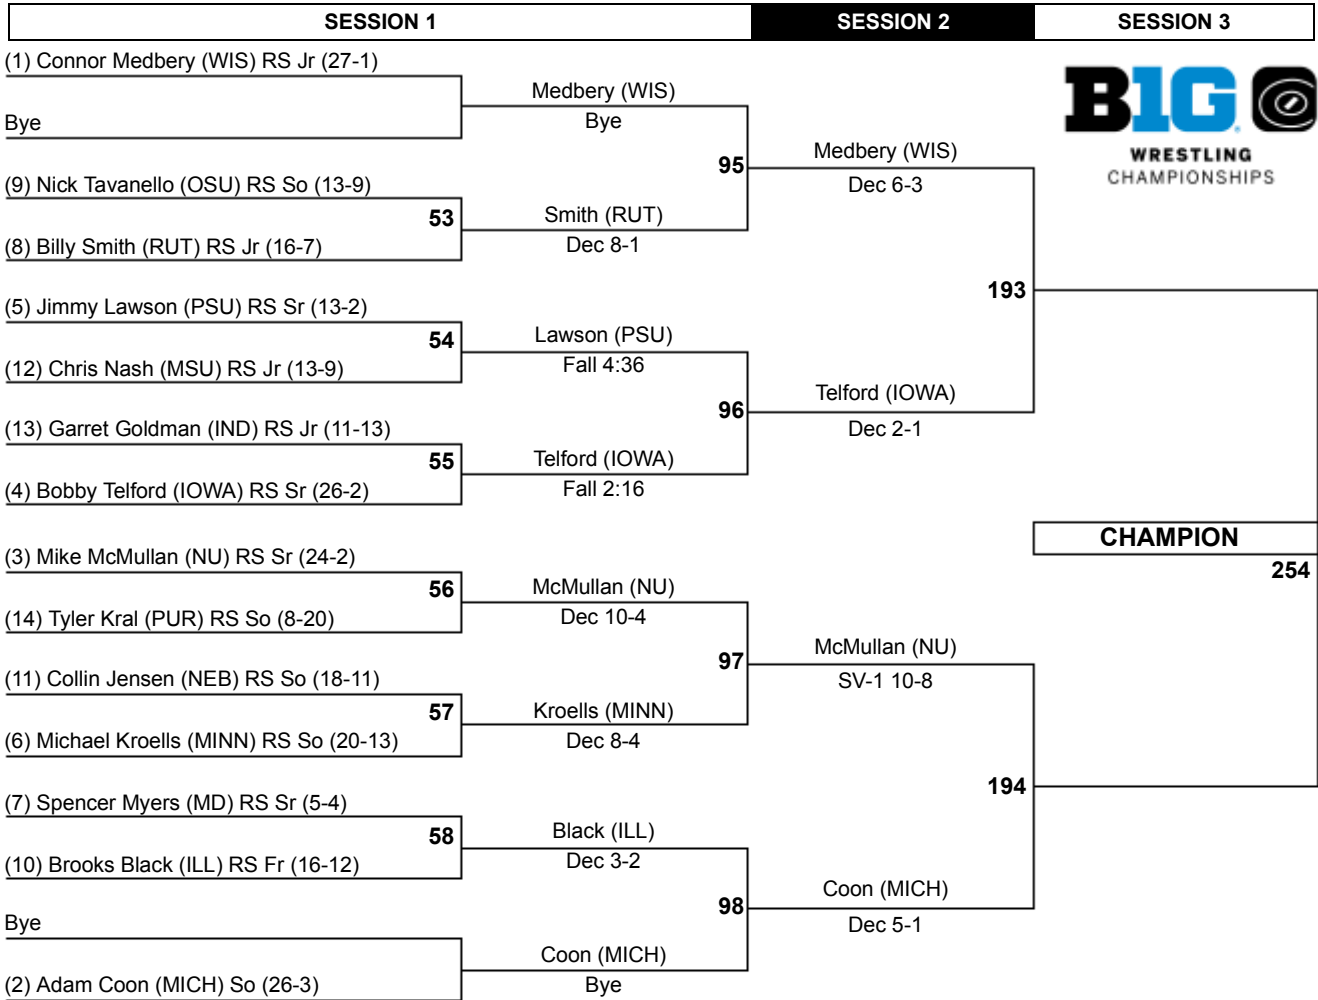 SESSION 1
SESSION 2
SESSION 3
(1) Connor Medbery (WIS) RS Jr (27-1)
Bye
(9) Nick Tavanello (OSU) RS So (13-9)
(8) Billy Smith (RUT) RS Jr (16-7)
(5) Jimmy Lawson (PSU) RS Sr (13-2)
(12) Chris Nash (MSU) RS Jr (13-9)
(13) Garret Goldman (IND) RS Jr (11-13)
(4) Bobby Telford (IOWA) RS Sr (26-2)
(3) Mike McMullan (NU) RS Sr (24-2)
(14) Tyler Kral (PUR) RS So (8-20)
(11) Collin Jensen (NEB) RS So (18-11)
(6) Michael Kroells (MINN) RS So (20-13)
(7) Spencer Myers (MD) RS Sr (5-4)
(10) Brooks Black (ILL) RS Fr (16-12)
Bye
(2) Adam Coon (MICH) So (26-3)
53
54
55
56
57
58
Medbery (WIS)
Bye
Smith (RUT)
Dec 8-1
Lawson (PSU)
Fall 4:36
Telford (IOWA)
Fall 2:16
McMullan (NU)
Dec 10-4
Kroells (MINN)
Dec 8-4
Black (ILL)
Dec 3-2
Coon (MICH)
Bye
95
96
97
98
Medbery (WIS)
Dec 6-3
Telford (IOWA)
Dec 2-1
McMullan (NU)
SV-1 10-8
Coon (MICH)
Dec 5-1
193
194
B1G
WRESTLING
CHAMPIONSHIPS
CHAMPION
254